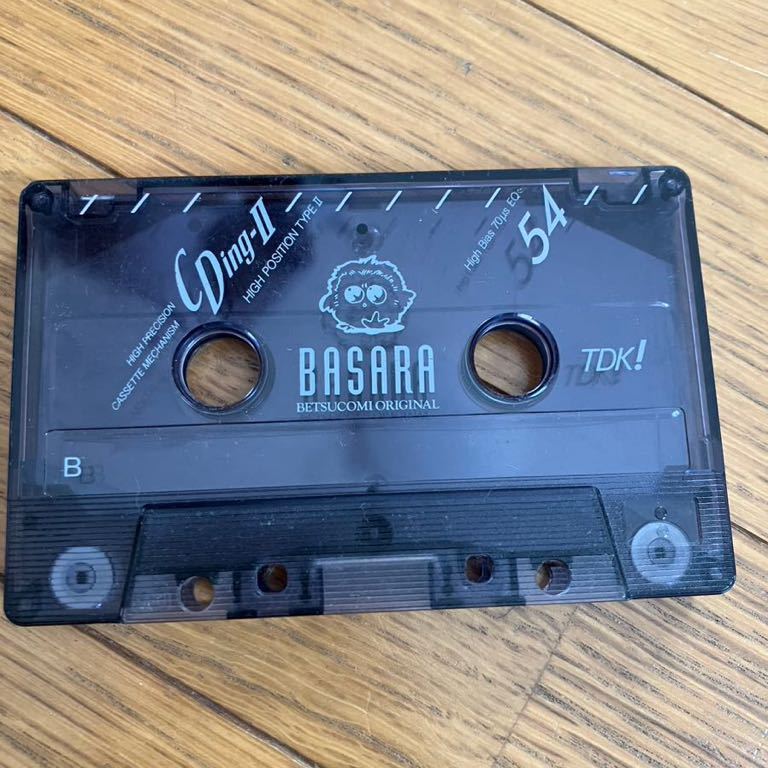 CDing-II
HIGH POSITION TYPE II
HIGH PRECISION
CASSETTE MECHANISM
High Bias 70μs EQ
54
BASARA
BETSUCOMI ORIGINAL
TDK!
B